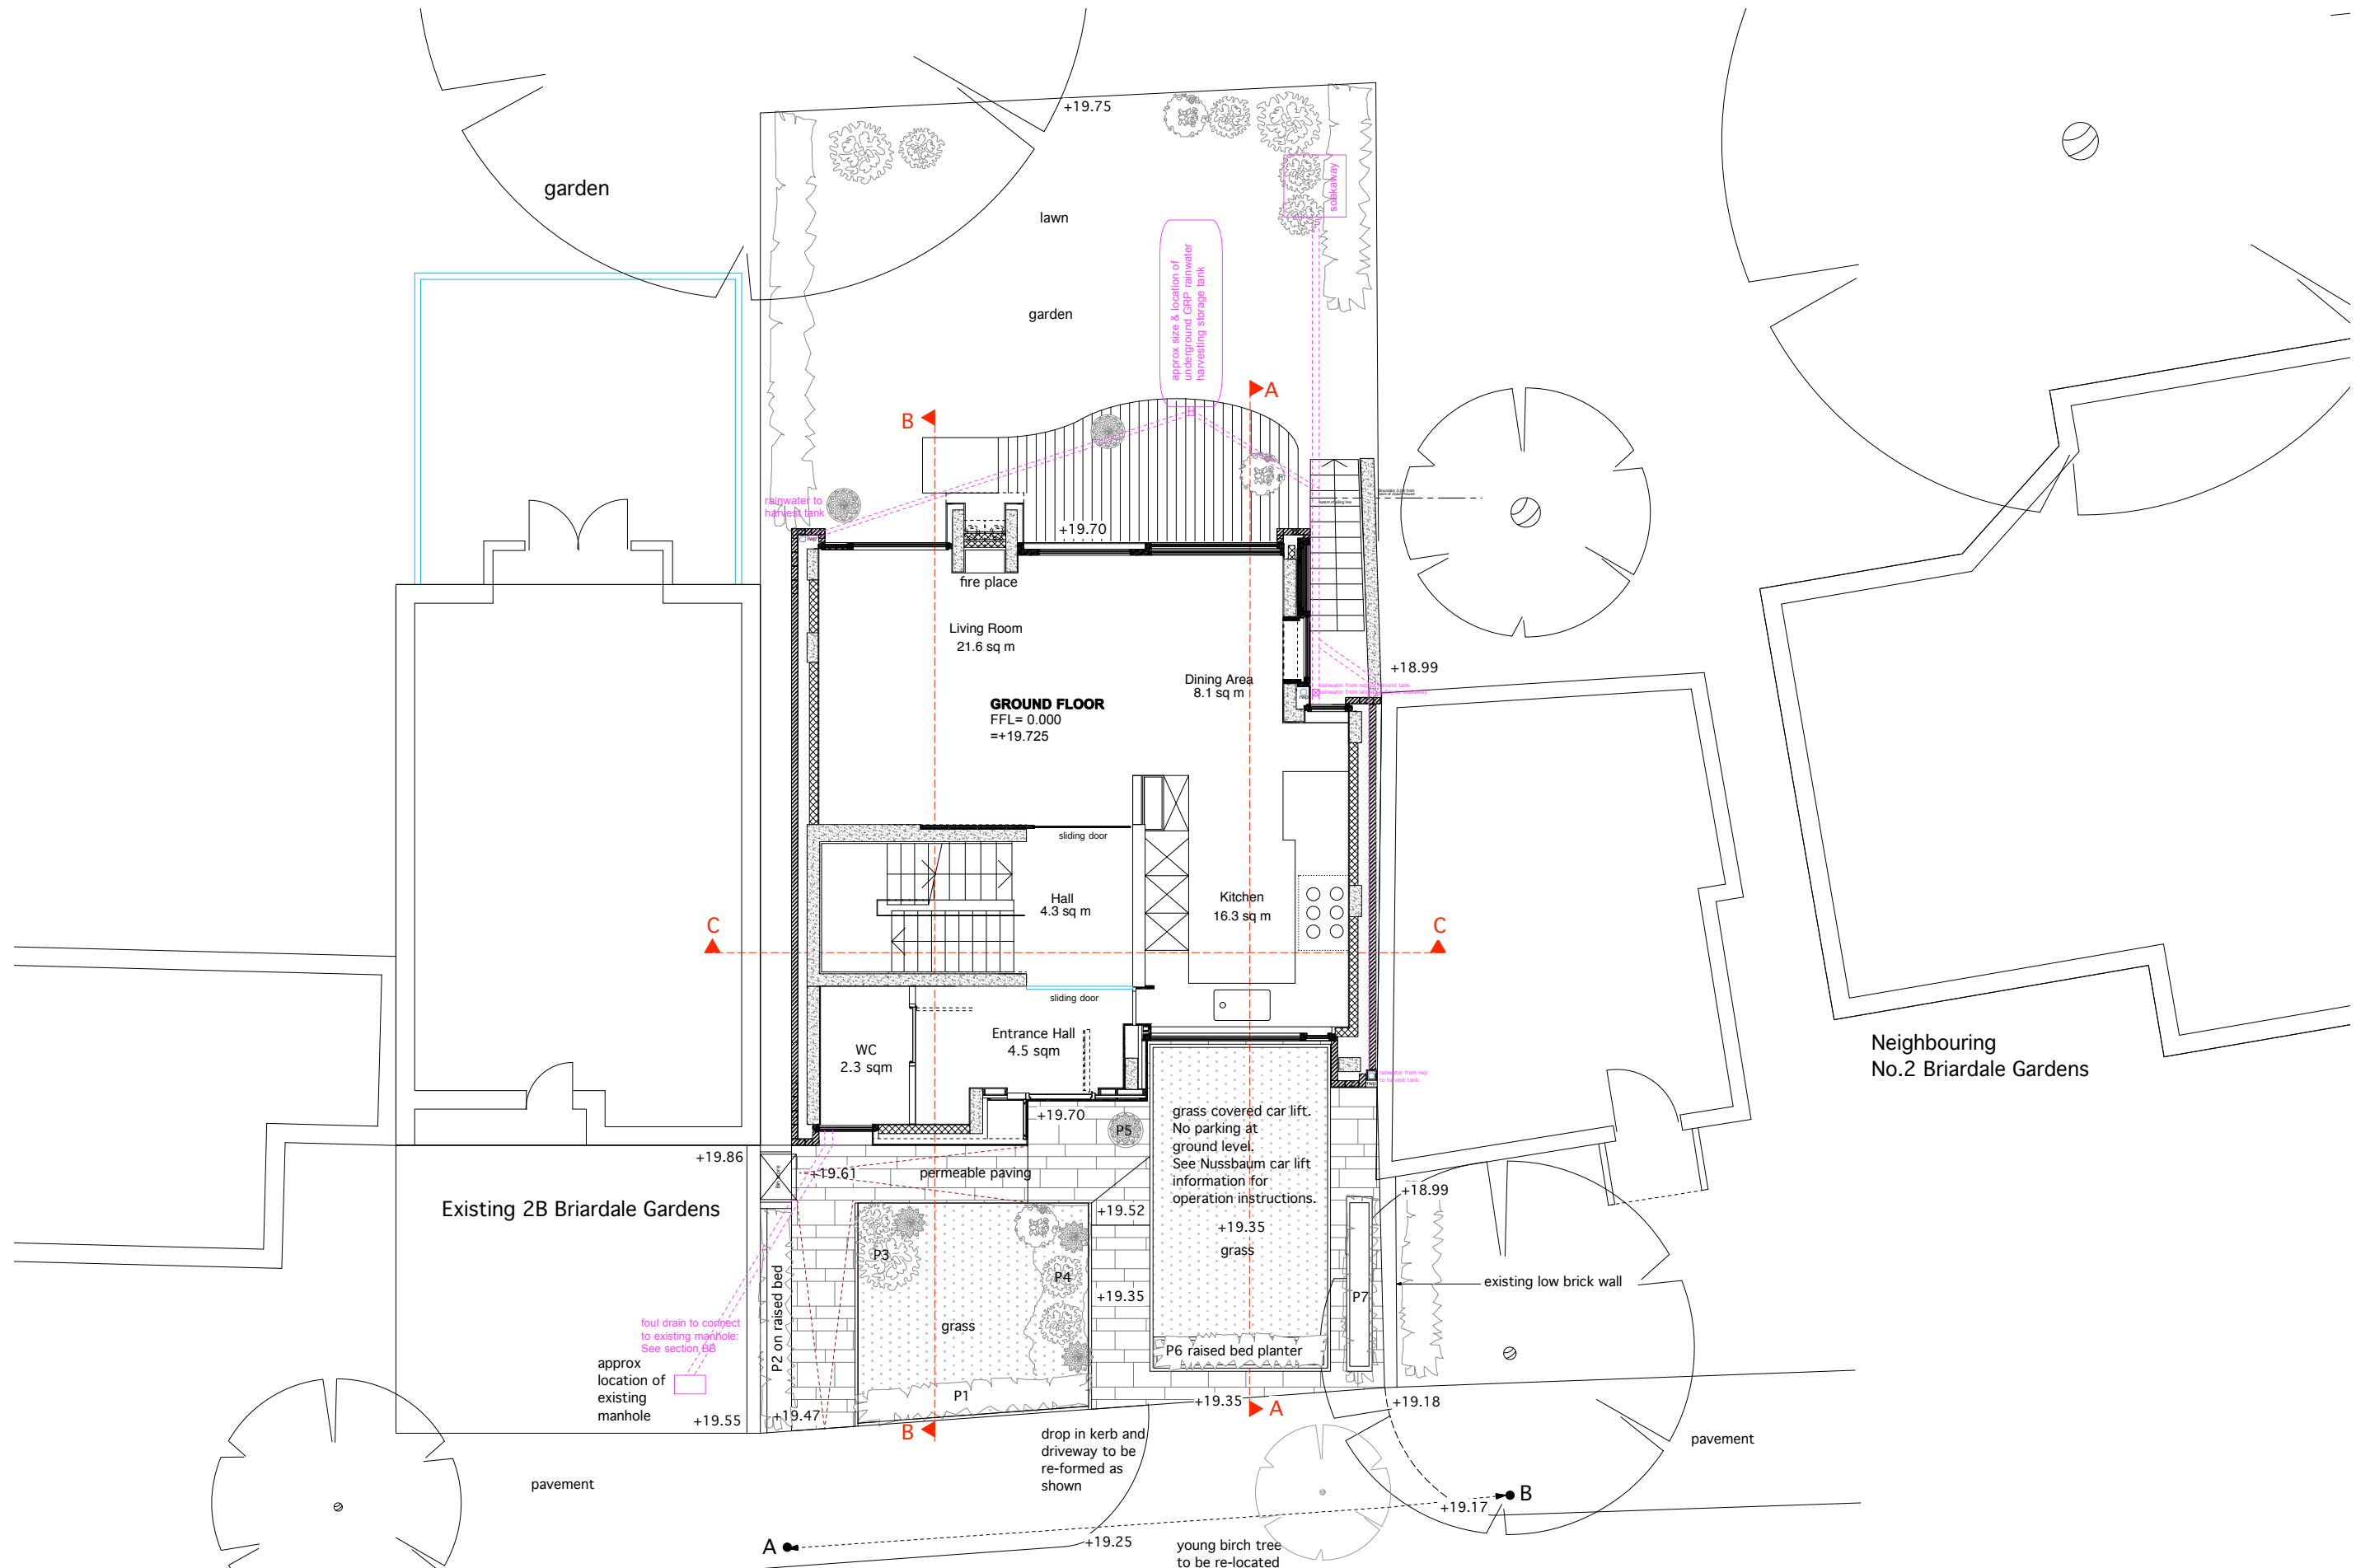 +19.75
garden
lawn
soakaway
garden
approx size & location of
underground GRP rainwater
harvesting storage tank
A
B
rainwater to
harvest tank
+19.70
fire place
Living Room
21.6 sq m
+18.99
Dining Area
8.1 sq m
GROUND FLOOR
FFL= 0.000
=+19.725
sliding door
Hall
4.3 sq m
Kitchen
16.3 sq m
C
C
sliding door
Entrance Hall
4.5 sqm
WC
2.3 sqm
Neighbouring
No.2 Briardale Gardens
rainwater from rwp
to harvest tank.
+19.70
P5
grass covered car lift.
No parking at
ground level.
See Nussbaum car lift
information for
operation instructions.
+19.35
grass
+19.86
+19.61
permeable paving
+18.99
Existing 2B Briardale Gardens
+19.52
P3
P4
P2 on raised bed
+19.35
existing low brick wall
P7
grass
foul drain to connect
to existing manhole:
See section BB
P6 raised bed planter
approx
location of
existing
manhole
P1
+19.55
+19.47
+19.35
A
+19.18
B
drop in kerb and
driveway to be
re-formed as
shown
pavement
pavement
B
+19.17
A
+19.25
young birch tree
to be re-located